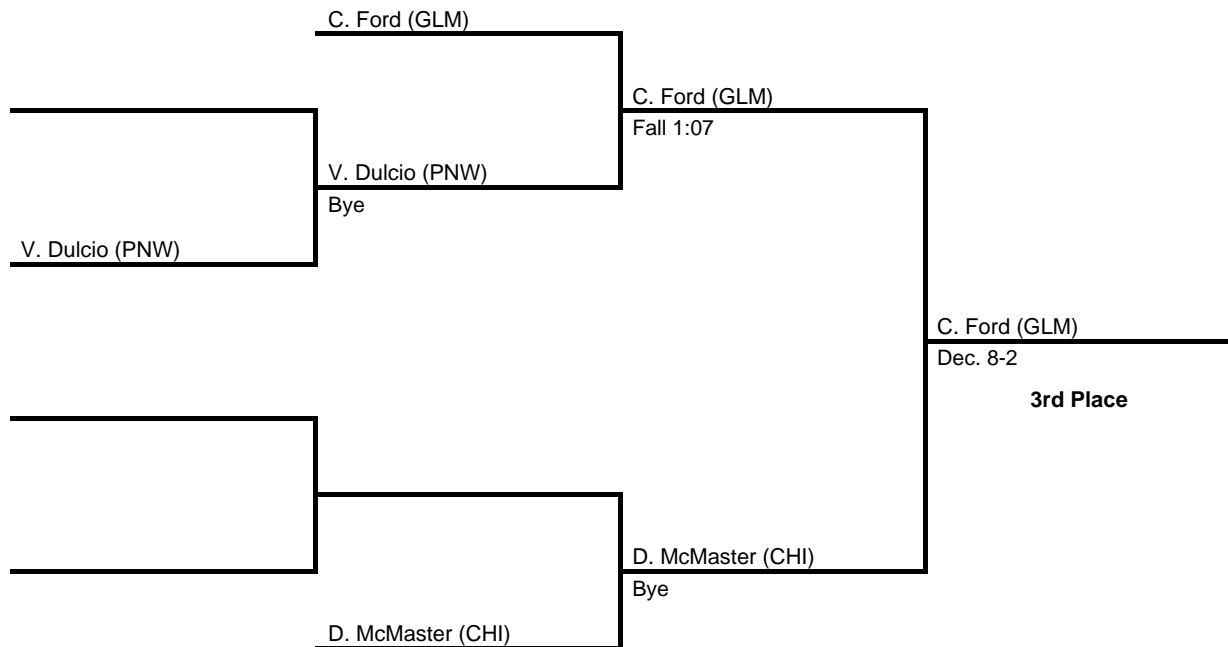 C. Ford (GLM)
C. Ford (GLM)
Fall 1:07
V. Dulcio (PNW)
Bye
V. Dulcio (PNW)
C. Ford (GLM)
Dec. 8-2
3rd Place
D. McMaster (CHI)
Bye
D. McMaster (CHI)